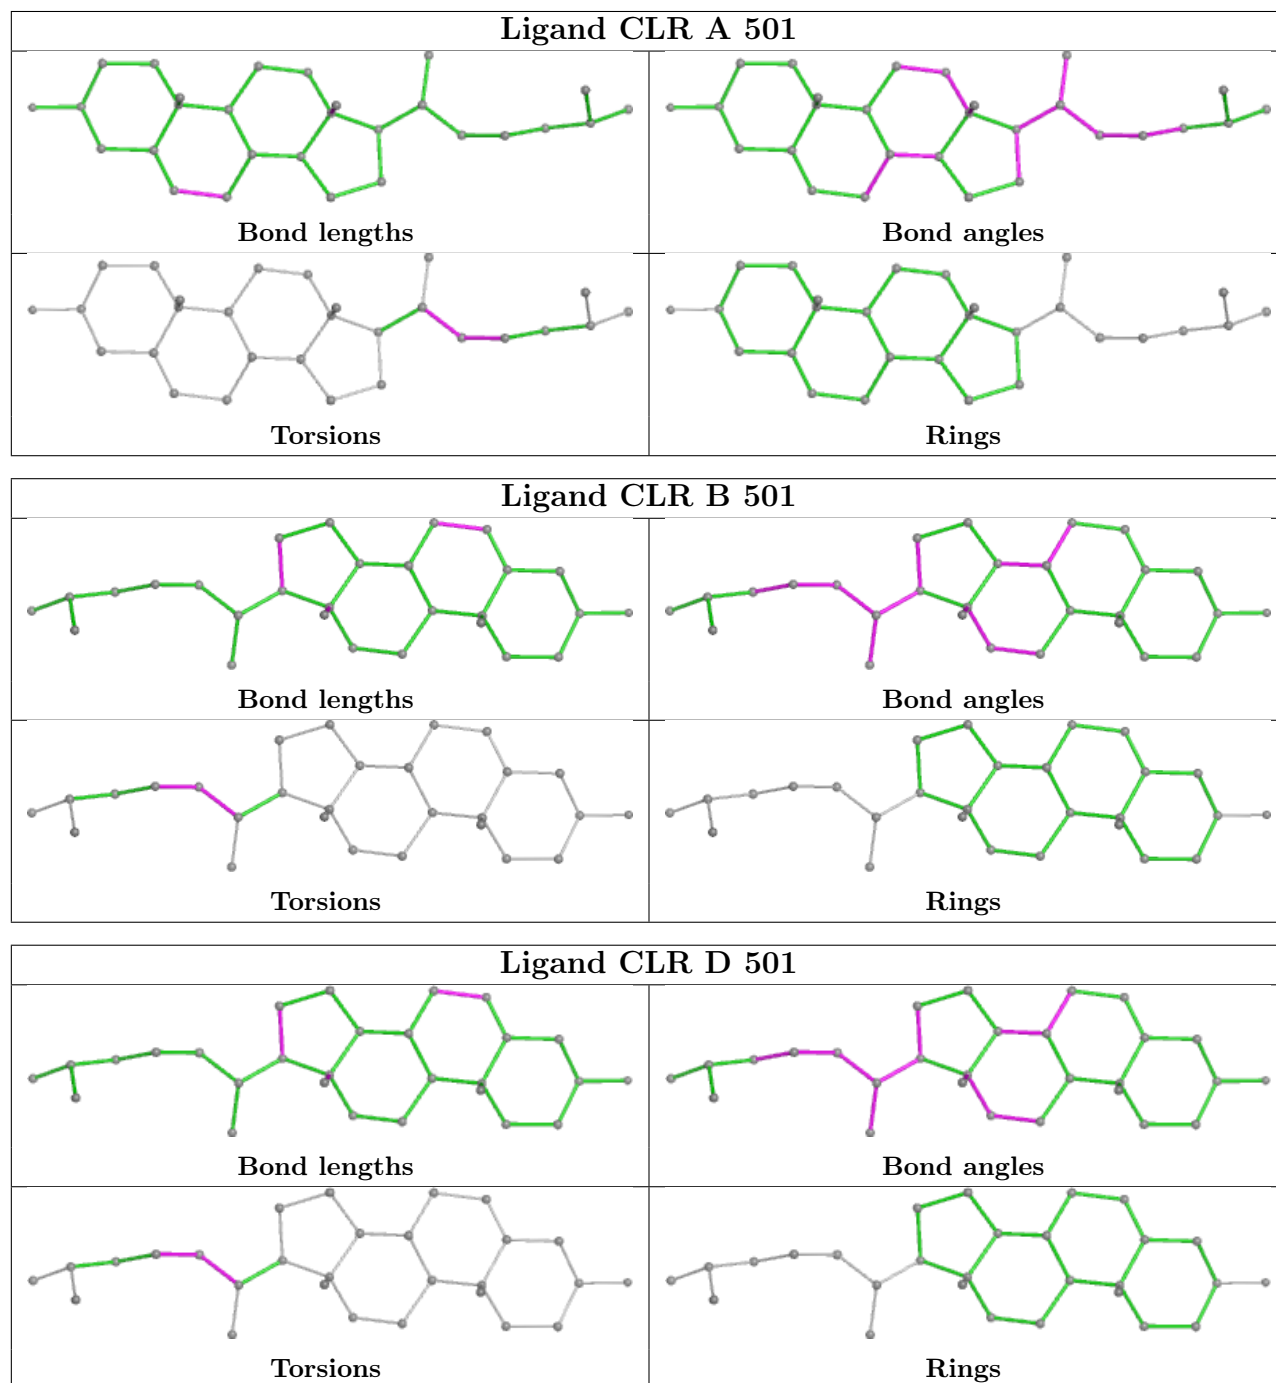 Ligand CLR A 501
Bond lengths
Bond angles
Torsions
Rings
Ligand CLR B 501
Bond lengths
Bond angles
Torsions
Rings
Ligand CLR D 501
Bond lengths
Bond angles
Torsions
Rings